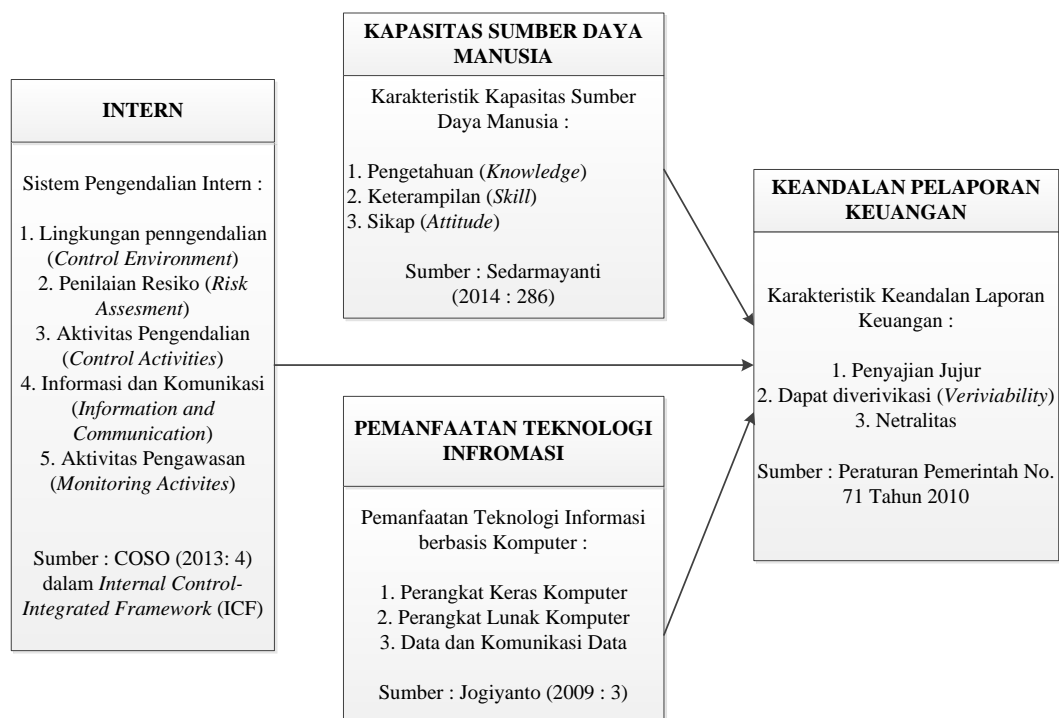 INTERN
Sistem Pengendalian Intern :
1. Lingkungan penngendalian
(Control Environment)
2. Penilaian Resiko (Risk
Assesment)
3. Aktivitas Pengendalian
(Control Activities)
4. Informasi dan Komunikasi
(Information and
Communication)
5. Aktivitas Pengawasan
(Monitoring Activites)
Sumber : COSO (2013: 4)
dalam Internal Control-
Integrated Framework (ICF)
KAPASITAS SUMBER DAYA
MANUSIA
Karakteristik Kapasitas Sumber
Daya Manusia :
1. Pengetahuan (Knowledge)
2. Keterampilan (Skill)
3. Sikap (Attitude)
Sumber : Sedarmayanti
(2014 : 286)
PEMANFAATAN TEKNOLOGI
INFROMASI
Pemanfaatan Teknologi Informasi
berbasis Komputer :
1. Perangkat Keras Komputer
2. Perangkat Lunak Komputer
3. Data dan Komunikasi Data
Sumber : Jogiyanto (2009 : 3)
KEANDALAN PELAPORAN
KEUANGAN
Karakteristik Keandalan Laporan
Keuangan :
1. Penyajian Jujur
2. Dapat diverivikasi (Veriviability)
3. Netralitas
Sumber : Peraturan Pemerintah No.
71 Tahun 2010